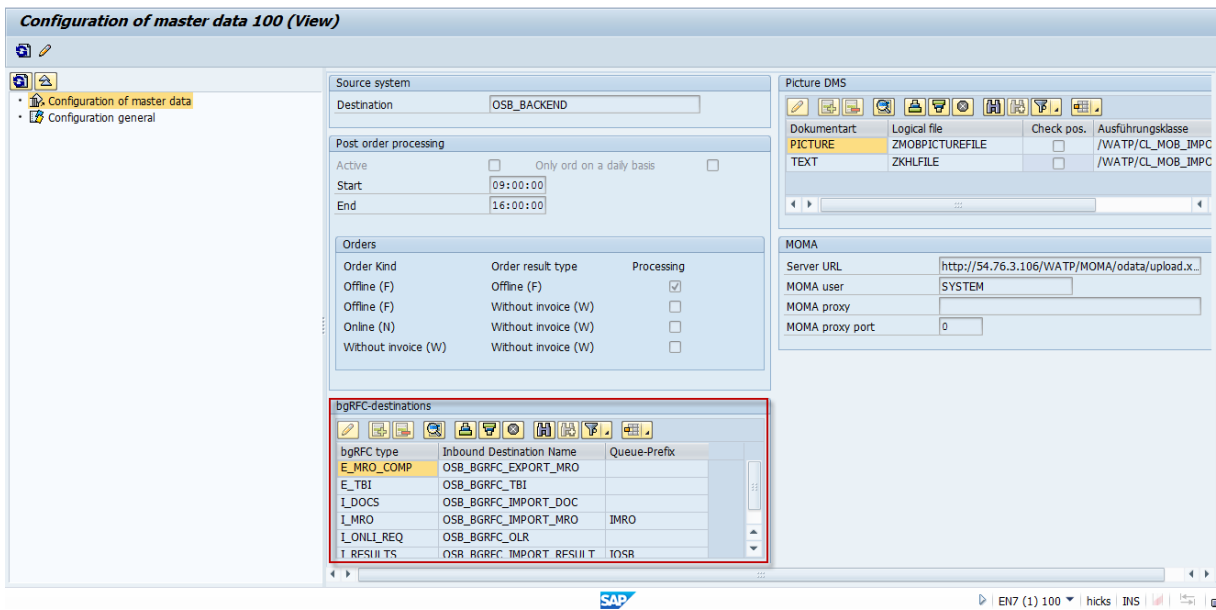 Configuration of master data 100 (View)
Configuration of master data
Configuration general
Source system
Destination OSB_BACKEND
Post order processing
Active Only ord on a daily basis
Start 09:00:00
End 16:00:00
Orders
Order Kind Order result type Processing
Offline (F) Offline (F)
Offline (F) Without invoice (W)
Online (N) Without invoice (W)
Without invoice (W) Without invoice (W)
bgRFC-destinations
bgRFC type Inbound Destination Name Queue-Prefix
E_MRO_COMP OSB_BGRFC_EXPORT_MRO
E_TBI OSB_BGRFC_TBI
I_DOCS OSB_BGRFC_IMPORT_DOC
I_MRO OSB_BGRFC_IMPORT_MRO IMRO
I_ONLI_REQ OSB_BGRFC_OLR
I_RESULTS OSB_BGRFC_IMPORT_RESULT IOSB
Picture DMS
Dokumentart Logical file Check pos. Ausführungsklasse
PICTURE ZMOBPICTUREFILE /WATP/CL_MOB_IMPO
TEXT ZKHLFILE /WATP/CL_MOB_IMPO
MOMA
Server URL http://54.76.3.106/WATP/MOMA/odata/upload.x...
MOMA user SYSTEM
MOMA proxy
MOMA proxy port 0
SAP
EN7 (1) 100 hicks INS